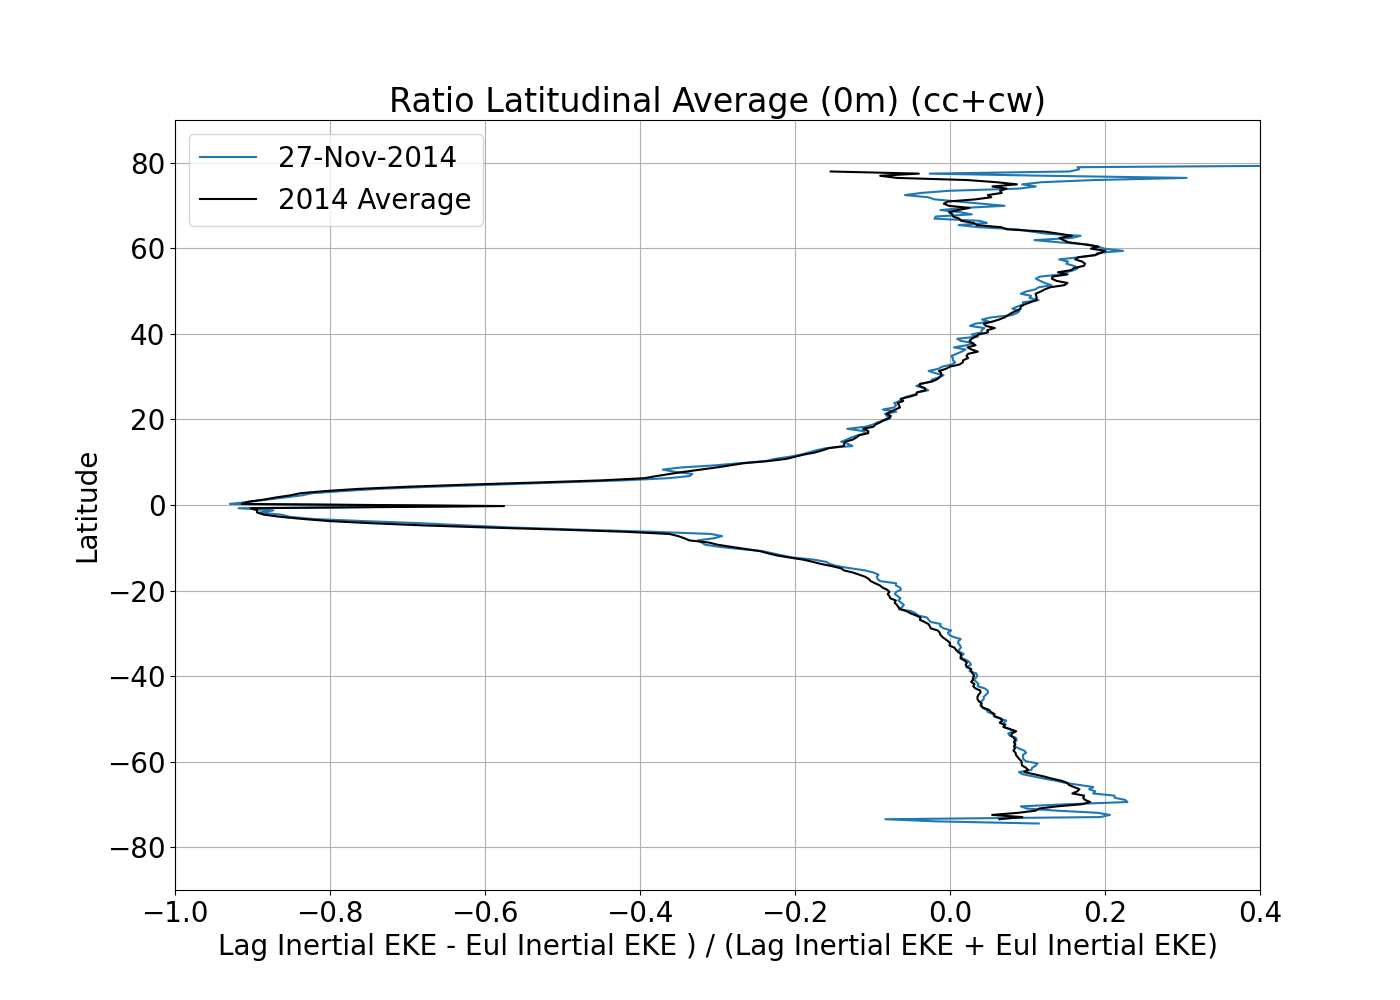 Ratio Latitudinal Average (0m) (cc+cw)
27-Nov-2014
2014 Average
80
60
40
20
0
−20
−40
−60
−80
Latitude
−1.0 −0.8 −0.6 −0.4 −0.2 0.0 0.2 0.4
Lag Inertial EKE - Eul Inertial EKE ) / (Lag Inertial EKE + Eul Inertial EKE)